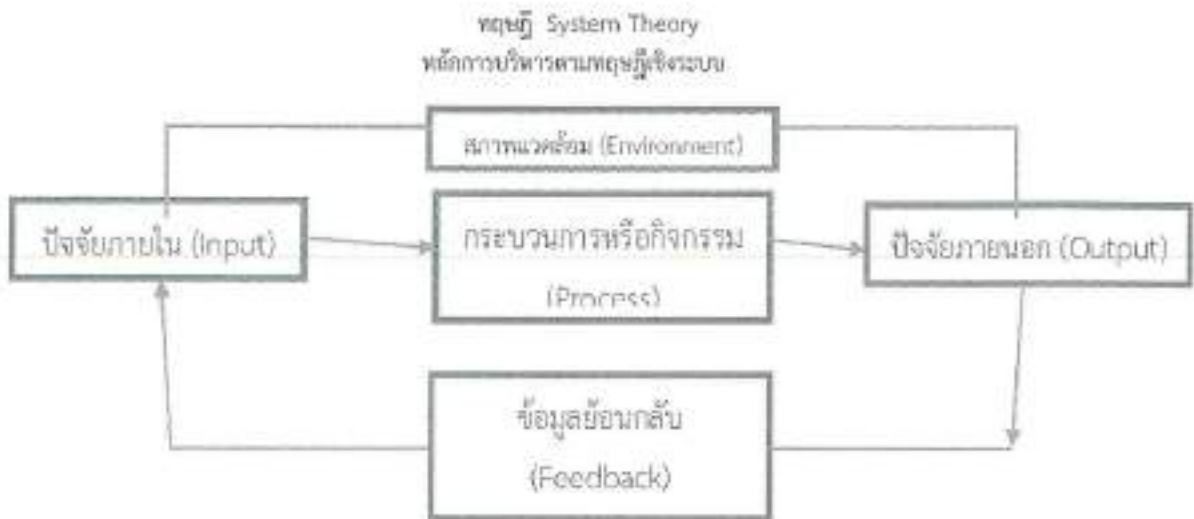 ทฤษฎี System Theory
หลักการบริหารตามทฤษฎีเชิงระบบ
สภาพแวดล้อม (Environment)
ปัจจัยภายใน (Input)
กระบวนการหรือกิจกรรม
(Process)
ปัจจัยภายนอก (Output)
ข้อมูลย้อนกลับ
(Feedback)